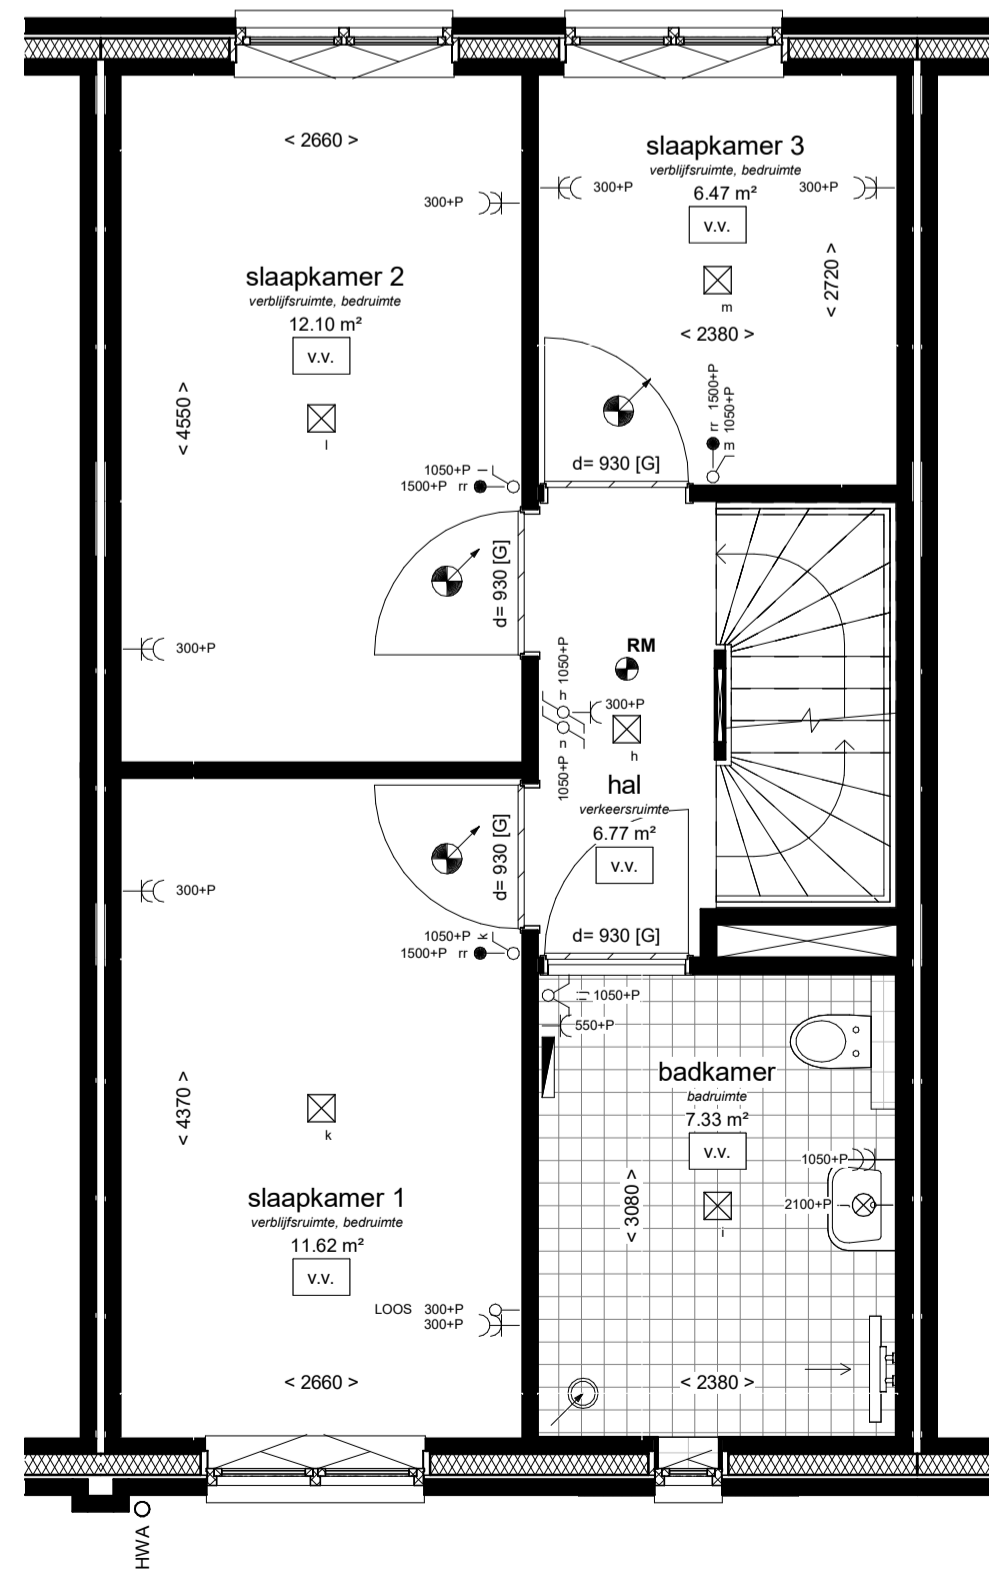 < 2660 >
300+P
slaapkamer 2
verblijfsruimte, bedruimte
12.10 m²
v.v.
l
< 4550 >
1050+P l
1500+P rr
d= 930 [G]
300+P
slaapkamer 3
verblijfsruimte, bedruimte
6.47 m²
v.v.
300+P
300+P
m
< 2720 >
< 2380 >
rr 1500+P
m 1050+P
d= 930 [G]
RM
h 1050+P
300+P
n
1050+P
h
hal
verkeersruimte
6.77 m²
v.v.
d= 930 [G]
d= 930 [G]
300+P
1050+P k
1500+P rr
< 4370 >
k
slaapkamer 1
verblijfsruimte, bedruimte
11.62 m²
v.v.
LOOS 300+P
300+P
< 2660 >
ij 1050+P
550+P
badkamer
badruimte
7.33 m²
v.v.
1050+P
2100+P j
i
< 3080 >
< 2380 >
HWA